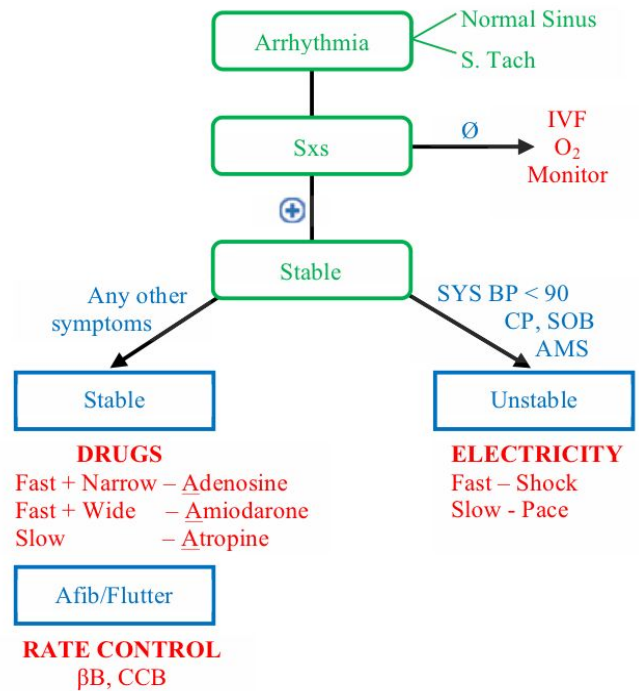 Arrhythmia
Normal Sinus
S. Tach
Sxs
Ø
IVF
O₂
Monitor
+
Stable
Any other
symptoms
SYS BP < 90
CP, SOB
AMS
Stable
Unstable
DRUGS
Fast + Narrow – Adenosine
Fast + Wide – Amiodarone
Slow – Atropine
ELECTRICITY
Fast – Shock
Slow - Pace
Afib/Flutter
RATE CONTROL
βB, CCB